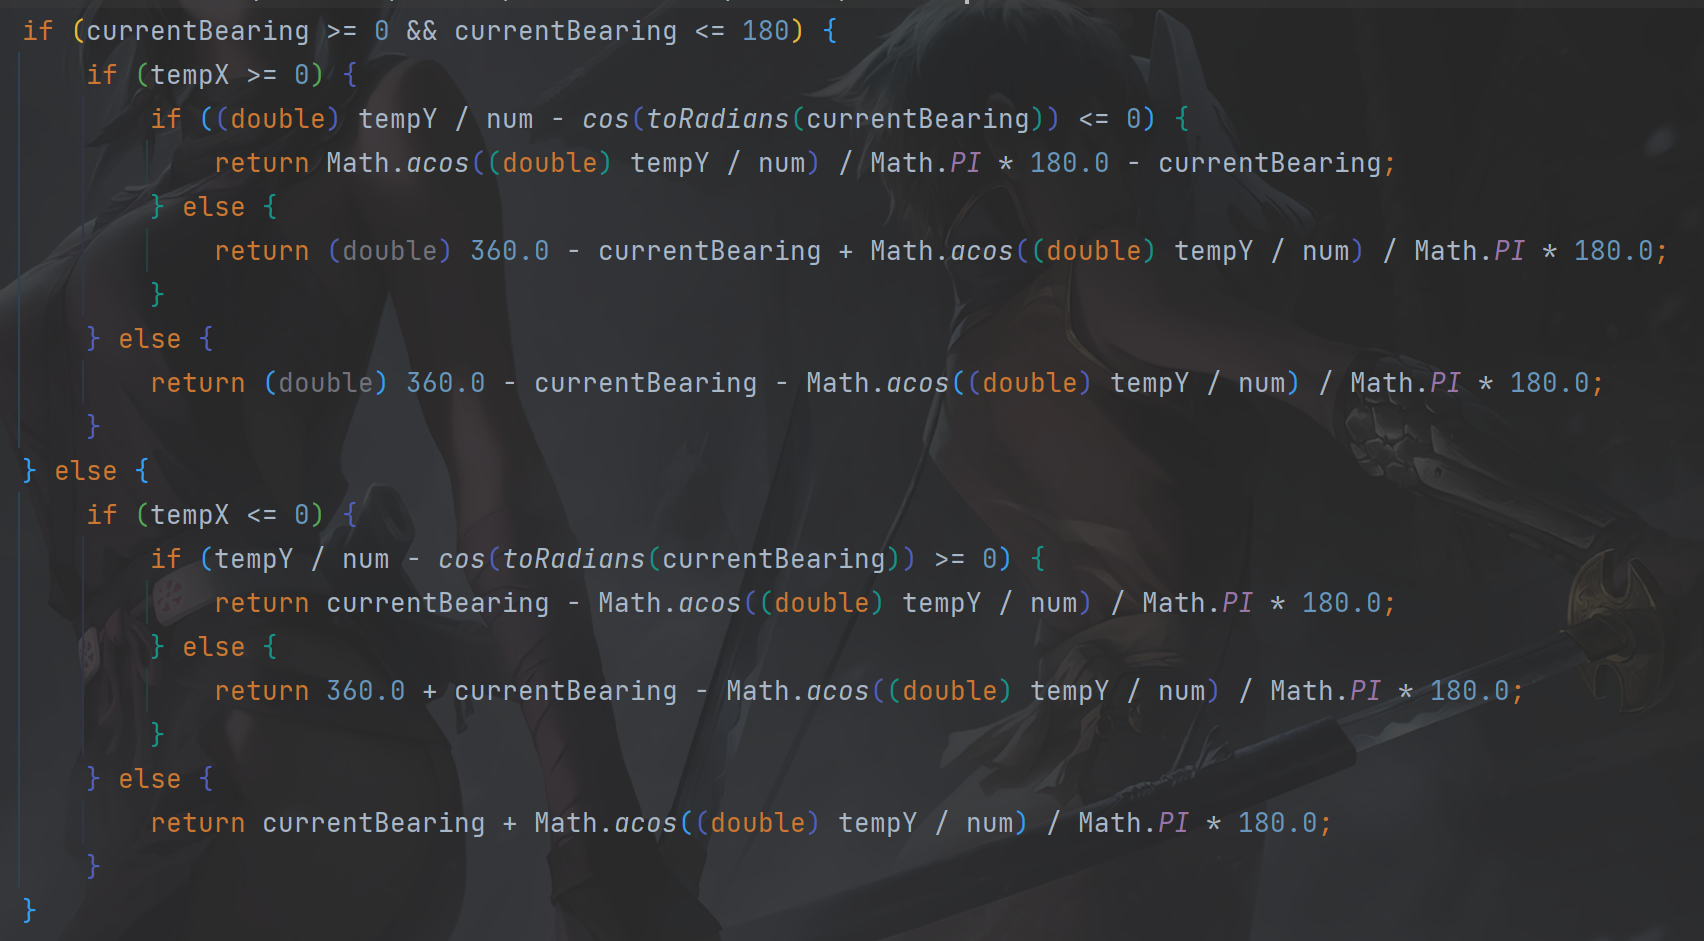 if (currentBearing >= 0 && currentBearing <= 180) {
    if (tempX >= 0) {
        if ((double) tempY / num - cos(toRadians(currentBearing)) <= 0) {
            return Math.acos((double) tempY / num) / Math.PI * 180.0 - currentBearing;
        } else {
            return (double) 360.0 - currentBearing + Math.acos((double) tempY / num) / Math.PI * 180.0;
        }
    } else {
        return (double) 360.0 - currentBearing - Math.acos((double) tempY / num) / Math.PI * 180.0;
    }
} else {
    if (tempX <= 0) {
        if (tempY / num - cos(toRadians(currentBearing)) >= 0) {
            return currentBearing - Math.acos((double) tempY / num) / Math.PI * 180.0;
        } else {
            return 360.0 + currentBearing - Math.acos((double) tempY / num) / Math.PI * 180.0;
        }
    } else {
        return currentBearing + Math.acos((double) tempY / num) / Math.PI * 180.0;
    }
}